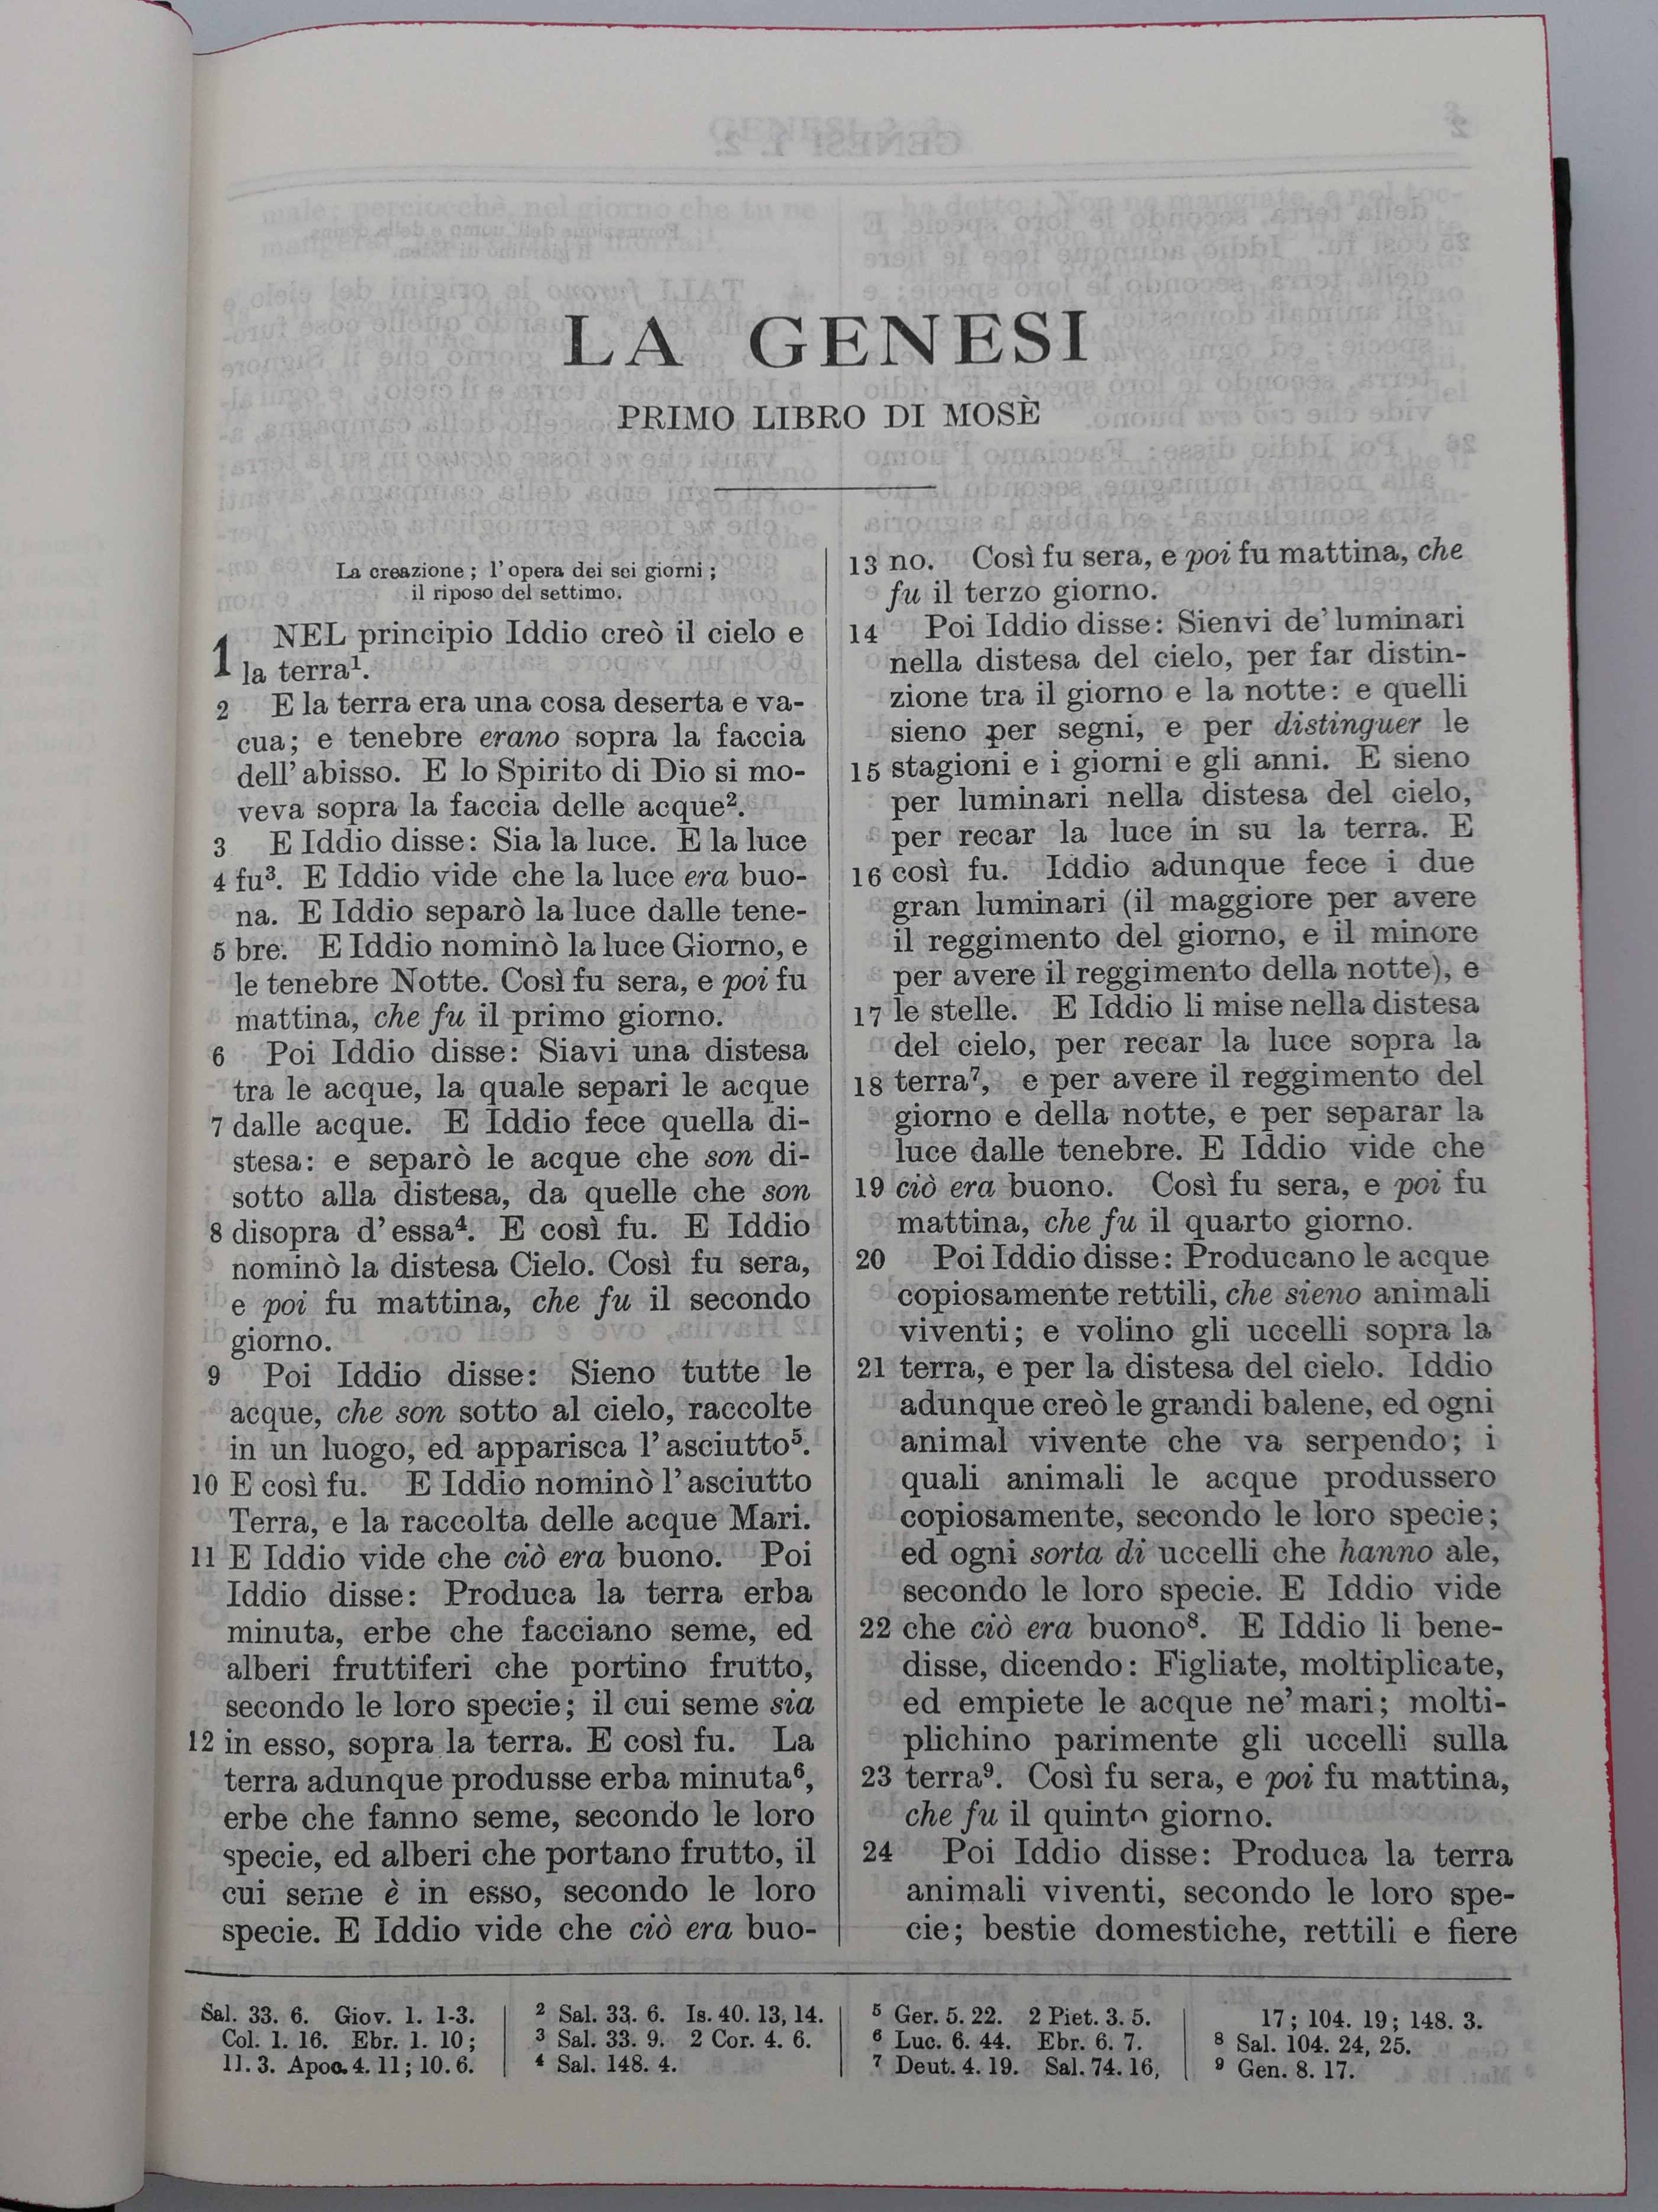 LA GENESI
PRIMO LIBRO DI MOSÈ
La creazione; l'opera dei sei giorni;
il riposo del settimo.
1 NEL principio Iddio creò il cielo e
la terra¹.
2 E la terra era una cosa deserta e va-
cua; e tenebre erano sopra la faccia
dell'abisso. E lo Spirito di Dio si mo-
veva sopra la faccia delle acque².
3 E Iddio disse: Sia la luce. E la luce
4 fu³. E Iddio vide che la luce era buo-
na. E Iddio separò la luce dalle tene-
5 bre. E Iddio nominò la luce Giorno, e
le tenebre Notte. Così fu sera, e poi fu
mattina, che fu il primo giorno.
6 Poi Iddio disse: Siavi una distesa
tra le acque, la quale separi le acque
7 dalle acque. E Iddio fece quella di-
stesa: e separò le acque che son di-
sotto alla distesa, da quelle che son
8 disopra d'essa⁴. E così fu. E Iddio
nominò la distesa Cielo. Così fu sera,
e poi fu mattina, che fu il secondo
giorno.
9 Poi Iddio disse: Sieno tutte le
acque, che son sotto al cielo, raccolte
in un luogo, ed apparisca l'asciutto⁵.
10 E così fu. E Iddio nominò l'asciutto
Terra, e la raccolta delle acque Mari.
11 E Iddio vide che ciò era buono. Poi
Iddio disse: Produca la terra erba
minuta, erbe che facciano seme, ed
alberi fruttiferi che portino frutto,
secondo le loro specie; il cui seme sia
12 in esso, sopra la terra. E così fu. La
terra adunque produsse erba minuta⁶,
erbe che fanno seme, secondo le loro
specie, ed alberi che portano frutto, il
cui seme è in esso, secondo le loro
specie. E Iddio vide che ciò era buo-
13 no. Così fu sera, e poi fu mattina, che
fu il terzo giorno.
14 Poi Iddio disse: Sienvi de' luminari
nella distesa del cielo, per far distin-
zione tra il giorno e la notte: e quelli
sieno per segni, e per distinguer le
15 stagioni e i giorni e gli anni. E sieno
per luminari nella distesa del cielo,
per recar la luce in su la terra. E
16 così fu. Iddio adunque fece i due
gran luminari (il maggiore per avere
il reggimento del giorno, e il minore
per avere il reggimento della notte), e
17 le stelle. E Iddio li mise nella distesa
del cielo, per recar la luce sopra la
18 terra⁷, e per avere il reggimento del
giorno e della notte, e per separar la
luce dalle tenebre. E Iddio vide che
19 ciò era buono. Così fu sera, e poi fu
mattina, che fu il quarto giorno.
20 Poi Iddio disse: Producano le acque
copiosamente rettili, che sieno animali
viventi; e volino gli uccelli sopra la
21 terra, e per la distesa del cielo. Iddio
adunque creò le grandi balene, ed ogni
animal vivente che va serpendo; i
quali animali le acque produssero
copiosamente, secondo le loro specie;
ed ogni sorta di uccelli che hanno ale,
secondo le loro specie. E Iddio vide
22 che ciò era buono⁸. E Iddio li bene-
disse, dicendo: Figliate, moltiplicate,
ed empiete le acque ne' mari; molti-
plichino parimente gli uccelli sulla
23 terra⁹. Così fu sera, e poi fu mattina,
che fu il quinto giorno.
24 Poi Iddio disse: Produca la terra
animali viventi, secondo le loro spe-
cie; bestie domestiche, rettili e fiere
Sal. 33. 6. Giov. 1. 1-3.
Col. 1. 16. Ebr. 1. 10;
11. 3. Apoc. 4. 11; 10. 6.
² Sal. 33. 6. Is. 40. 13, 14.
³ Sal. 33. 9. 2 Cor. 4. 6.
⁴ Sal. 148. 4.
⁵ Ger. 5. 22. 2 Piet. 3. 5.
⁶ Luc. 6. 44. Ebr. 6. 7.
⁷ Deut. 4. 19. Sal. 74. 16,
17; 104. 19; 148. 3.
⁸ Sal. 104. 24, 25.
⁹ Gen. 8. 17.